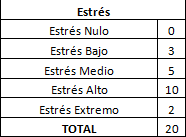 Estrés
Estrés Nulo 0
Estrés Bajo 3
Estrés Medio 5
Estrés Alto 10
Estrés Extremo 2
TOTAL 20